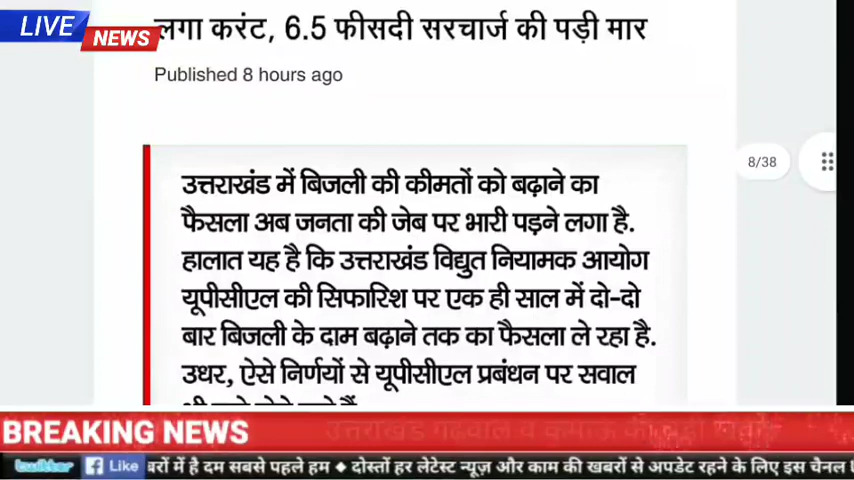 LIVE
NEWS
लगा करंट, 6.5 फीसदी सरचार्ज की पड़ी मार
Published 8 hours ago
8/38
उत्तराखंड में बिजली की कीमतों को बढ़ाने का
फैसला अब जनता की जेब पर भारी पड़ने लगा है.
हालात यह है कि उत्तराखंड विद्युत नियामक आयोग
यूपीसीएल की सिफारिश पर एक ही साल में दो-दो
बार बिजली के दाम बढ़ाने तक का फैसला ले रहा है.
उधर, ऐसे निर्णयों से यूपीसीएल प्रबंधन पर सवाल
BREAKING NEWS
उत्तराखंड गढवाल व कुमाऊ की
twitter Like बरों में है दम सबसे पहले हम ◆ दोस्तों हर लेटेस्ट न्यूज़ और काम की खबरों से अपडेट रहने के लिए इस चैनल